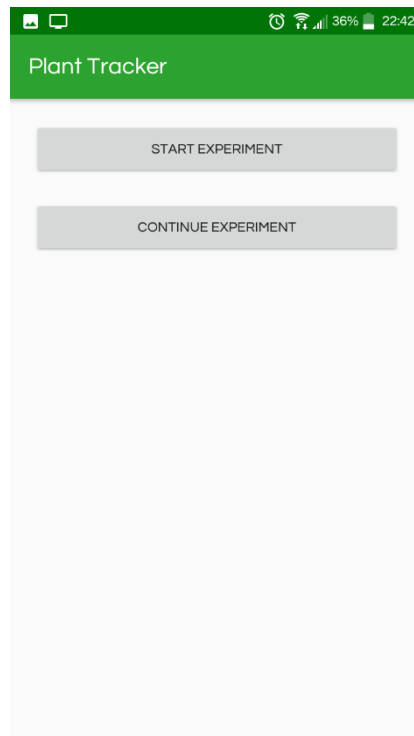 36% 22:42
Plant Tracker
START EXPERIMENT
CONTINUE EXPERIMENT